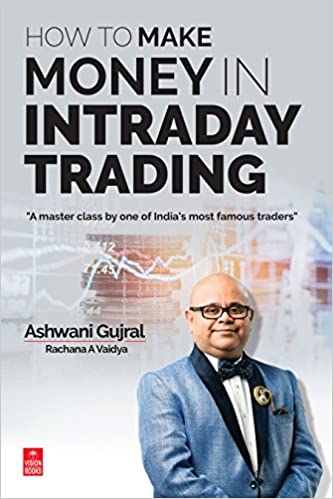 HOW TO MAKE
MONEY IN
INTRADAY
TRADING
"A master class by one of India's most famous traders"
Ashwani Gujral
Rachana A Vaidya
VISION
BOOKS